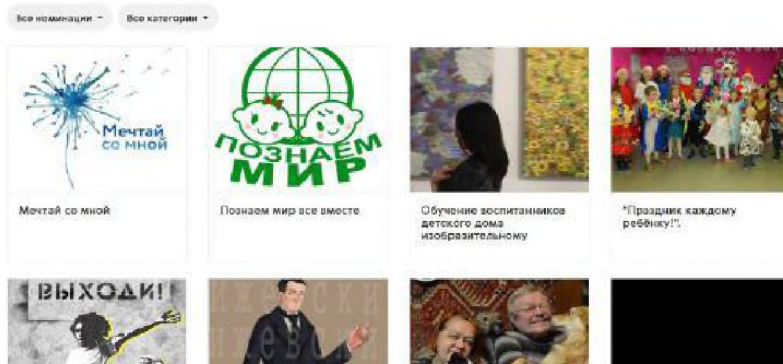 Все номинации
Все категории
Мечтай
со мной
ПОЗНАЕМ
МИР
Мечтай со мной
Познаем мир все вместе
Обучение воспитанников
детского дома
изобразительному
"Праздник каждому
ребёнку!".
ВЫХОДИ!